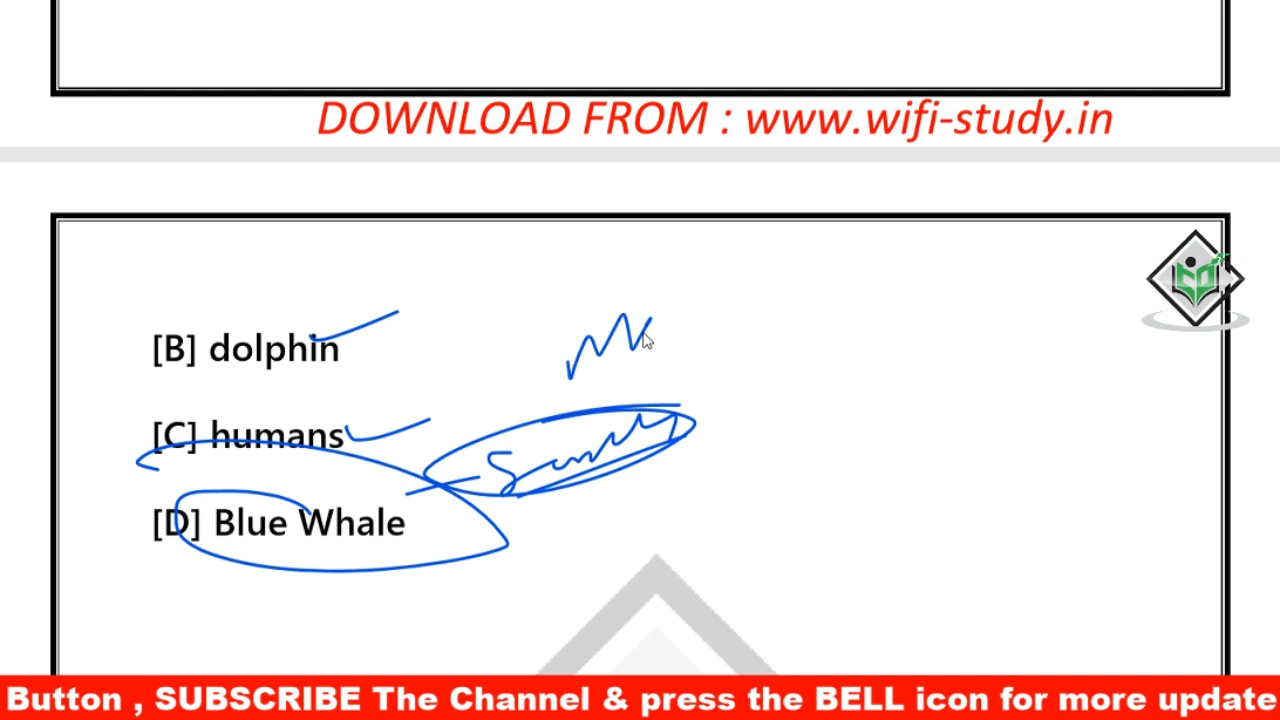 DOWNLOAD FROM : www.wifi-study.in
[B] dolphin
[C] humans
[D] Blue Whale
Button , SUBSCRIBE The Channel & press the BELL icon for more update